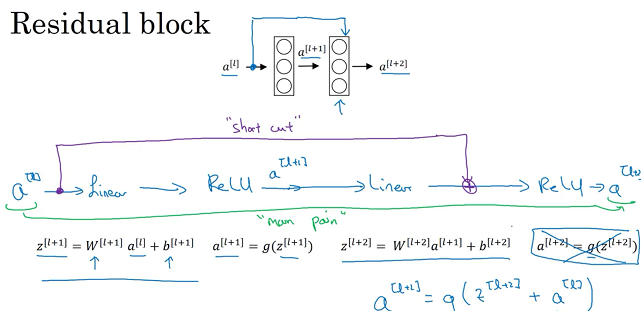 Residual block
a[l] a[l+1] a[l+2]
"short cut"
a[l] Linear ReLU a[l+1] Linear ReLU a[l+2
"main path"
z[l+1] = W[l+1] a[l] + b[l+1] a[l+1] = g(z[l+1]) z[l+2] = W[l+2]a[l+1] + b[l+2] a[l+2] = g(z[l+2])
a[l+2] = g(z[l+2] + a[l])